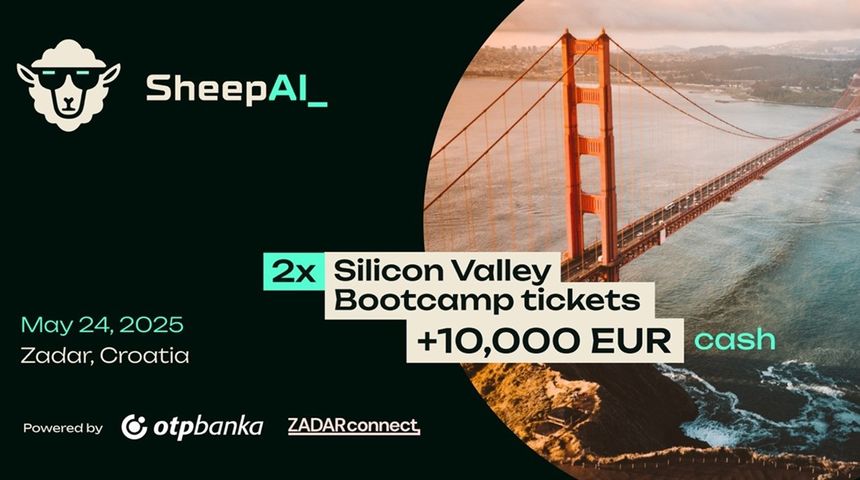 SheepAI_
2x Silicon Valley
Bootcamp tickets
+10,000 EUR cash
May 24, 2025
Zadar, Croatia
Powered by otpbanka ZADARconnect.